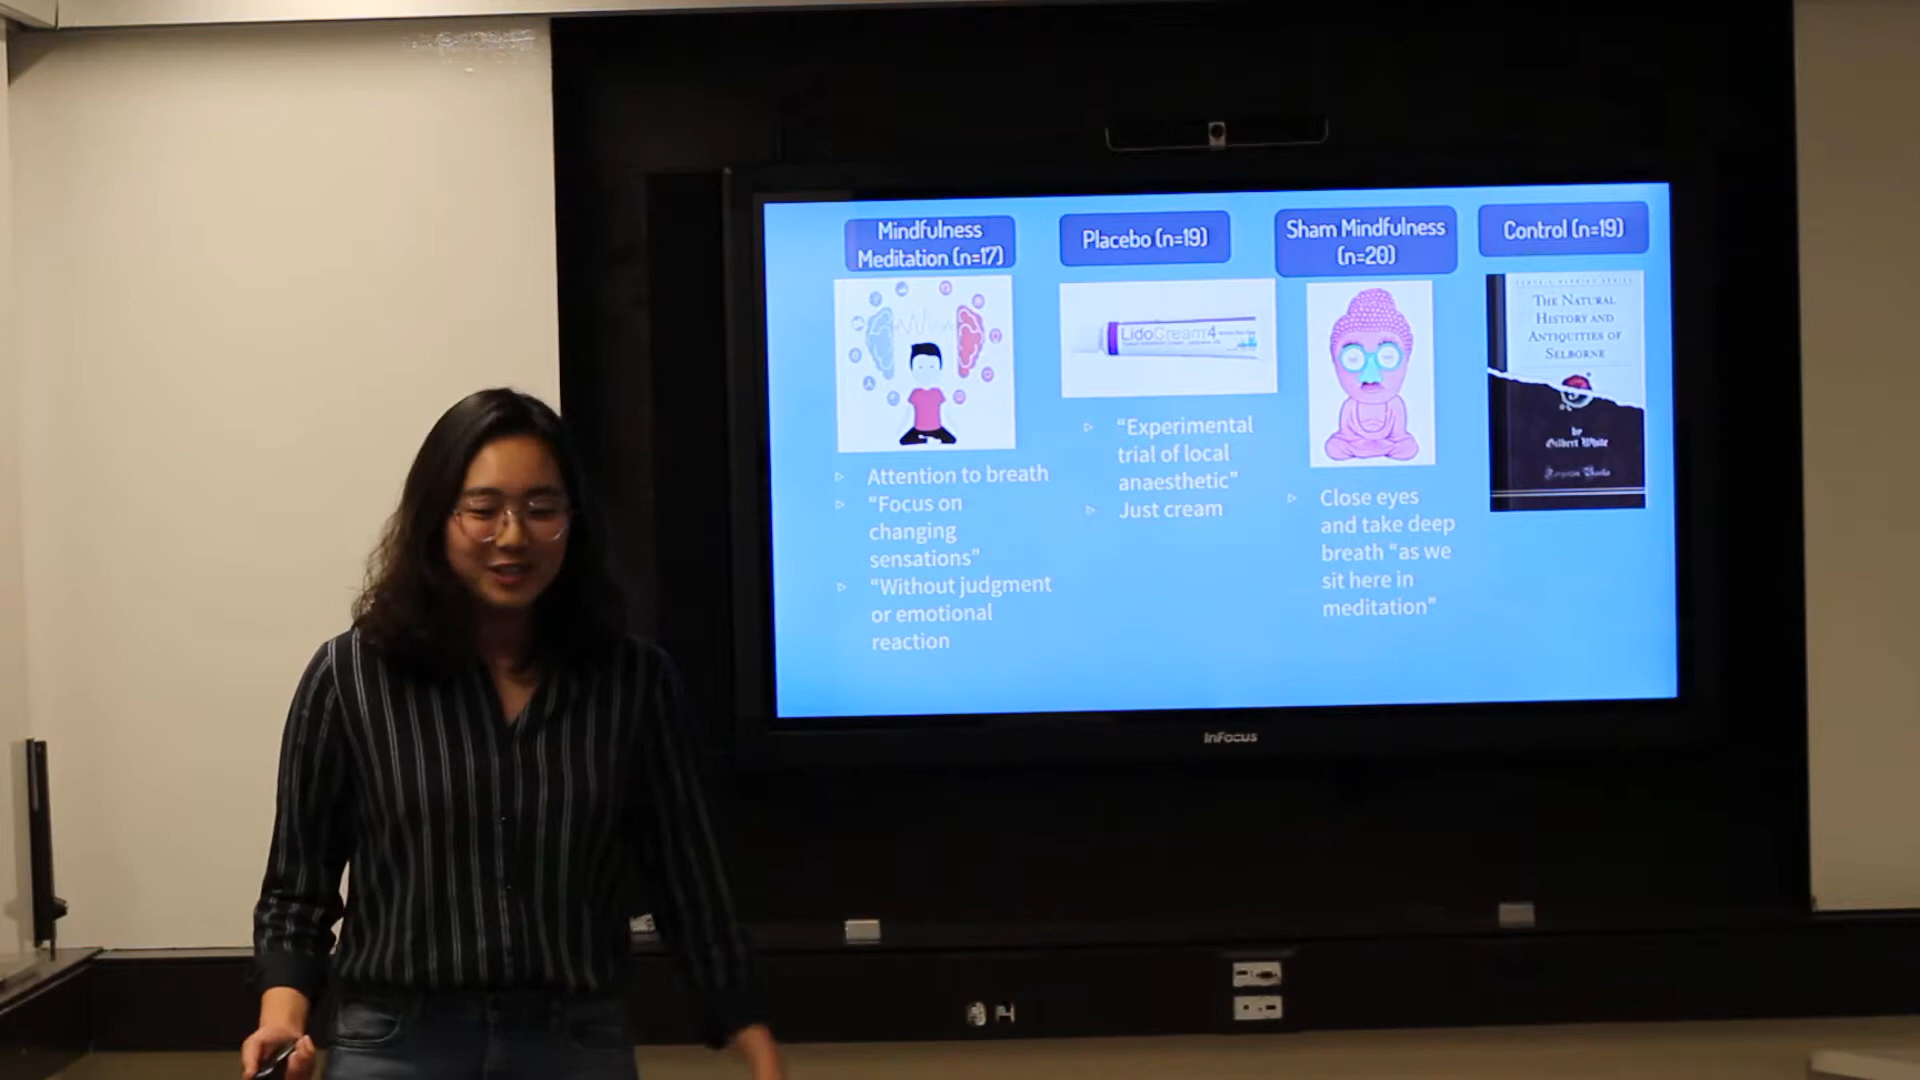 Mindfulness
Meditation (n=17)
Attention to breath
“Focus on
changing
sensations”
“Without judgment
or emotional
reaction
Placebo (n=19)
LidoCream4
“Experimental
trial of local
anaesthetic”
Just cream
Sham Mindfulness
(n=20)
Close eyes
and take deep
breath “as we
sit here in
meditation”
Control (n=19)
THE NATURAL
HISTORY AND
ANTIQUITIES OF
SELBORNE
by
Gilbert White
Forgotten Books
InFocus